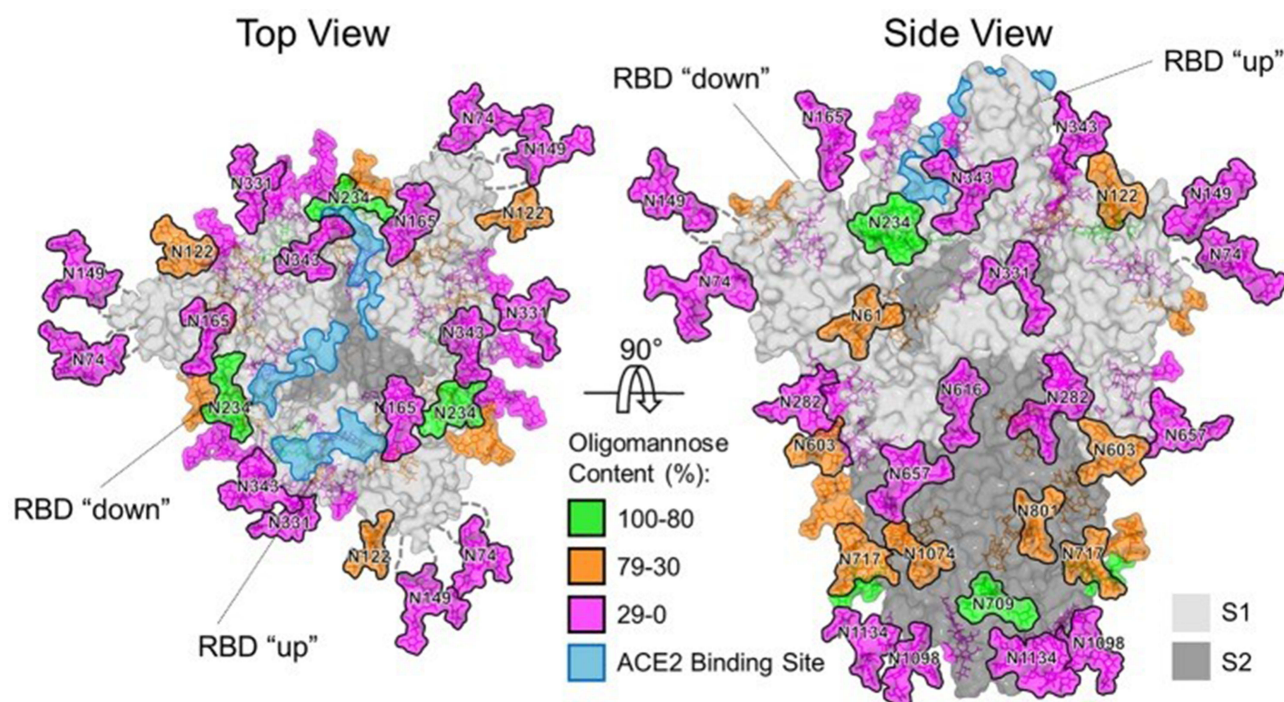 Top View
Side View
RBD “down”
RBD “up”
N74
N149
N331
N234
N165
N122
N122
N343
N149
N165
N74
N331
N343
N234
N165
N234
N343
N331
N122
N74
N149
RBD “down”
RBD “up”
90°
Oligomannose
Content (%):
100-80
79-30
29-0
ACE2 Binding Site
N165
N343
N149
N343
N122
N149
N234
N74
N331
N74
N61
N282
N616
N282
N603
N657
N603
N657
N801
N717
N1074
N717
N709
N1134
N1098
N1134
N1098
S1
S2